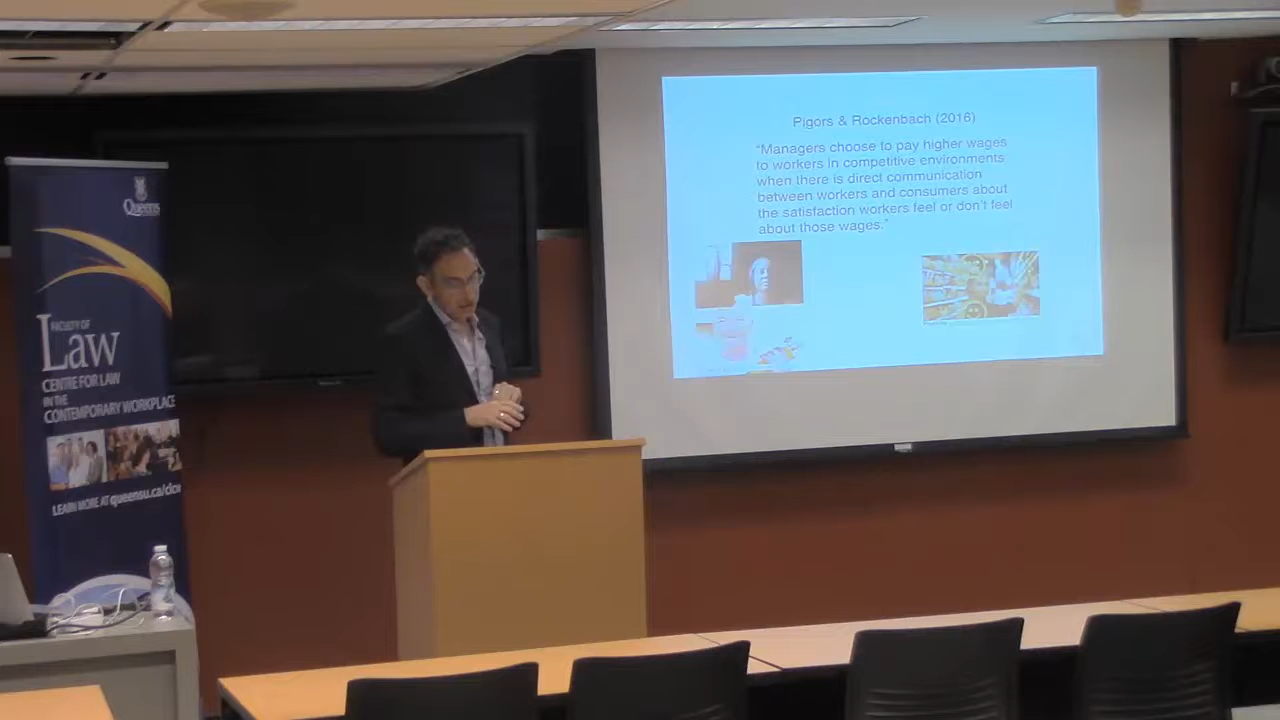 Queen's
FACULTY OF
Law
CENTRE FOR LAW
IN THE
CONTEMPORARY WORKPLACE
LEARN MORE AT queensu.ca/clcw
Pigors & Rockenbach (2016)
“Managers choose to pay higher wages
to workers in competitive environments
when there is direct communication
between workers and consumers about
the satisfaction workers feel or don’t feel
about those wages.”